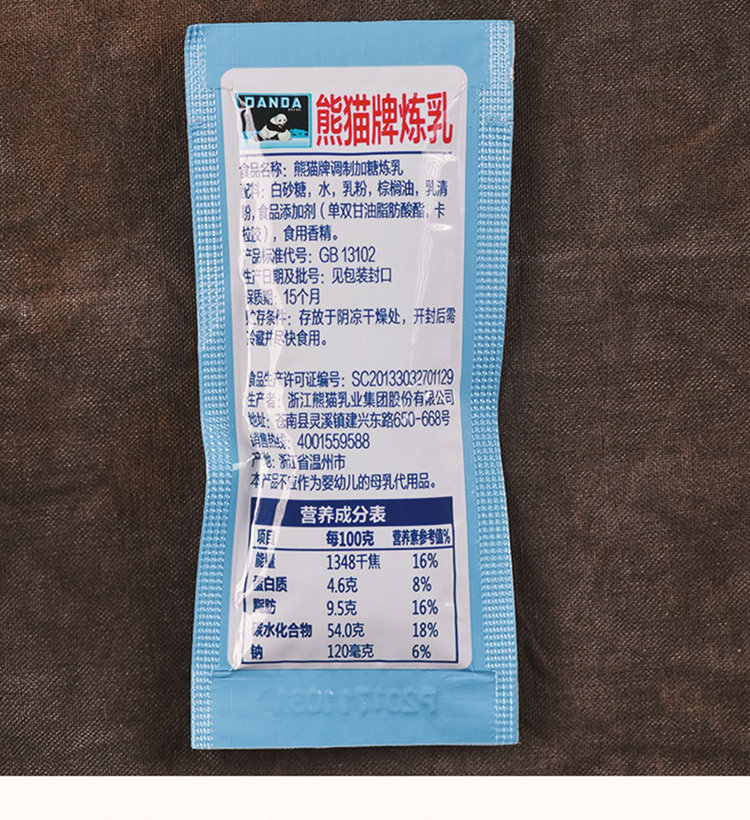 PANDA
熊猫牌炼乳
食品名称：熊猫牌调制加糖炼乳
配料：白砂糖，水，乳粉，棕榈油，乳清
粉，食品添加剂（单双甘油脂肪酸酯，卡
拉胶），食用香精。
产品标准代号：GB 13102
生产日期及批号：见包装封口
保质期：15个月
贮存条件：存放于阴凉干燥处，开封后需
冷藏并尽快食用。
食品生产许可证编号：SC20133032701129
生产者：浙江熊猫乳业集团股份有限公司
地址：苍南县灵溪镇建兴东路650-668号
销售热线：4001559588
产地：浙江省温州市
本产品不应作为婴幼儿的母乳代用品。
营养成分表
项目 每100克 营养素参考值%
能量 1348千焦 16%
蛋白质 4.6克 8%
脂肪 9.5克 16%
碳水化合物 54.0克 18%
钠 120毫克 6%